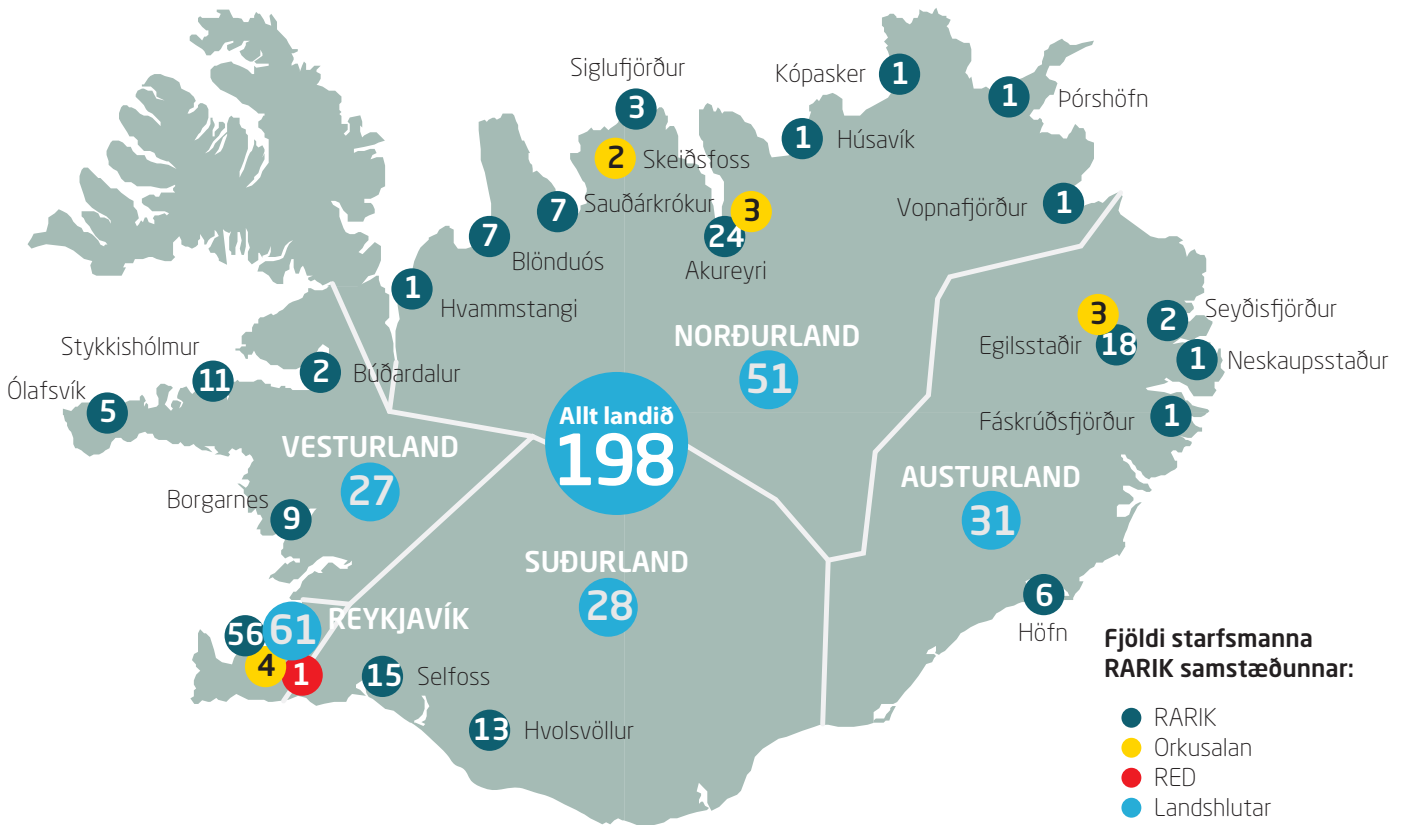 Siglufjörður
3
Kópasker
1
1
Þórshöfn
1
Húsavík
2
Skeiðsfoss
7
Sauðárkrókur
3
24
Akureyri
Vopnafjörður
1
7
Blönduós
1
Hvammstangi
Stykkishólmur
11
2
Búðardalur
Ólafsvík
5
NORÐURLAND
51
3
Egilsstaðir
18
2
Seyðisfjörður
1
Neskaupsstaður
Fáskrúðsfjörður
1
Allt landið
198
VESTURLAND
27
AUSTURLAND
31
Borgarnes
9
SUÐURLAND
28
6
Höfn
56
61
REYKJAVÍK
4
1
15
Selfoss
13
Hvolsvöllur
Fjöldi starfsmanna
RARIK samstæðunnar:
RARIK
Orkusalan
RED
Landshlutar